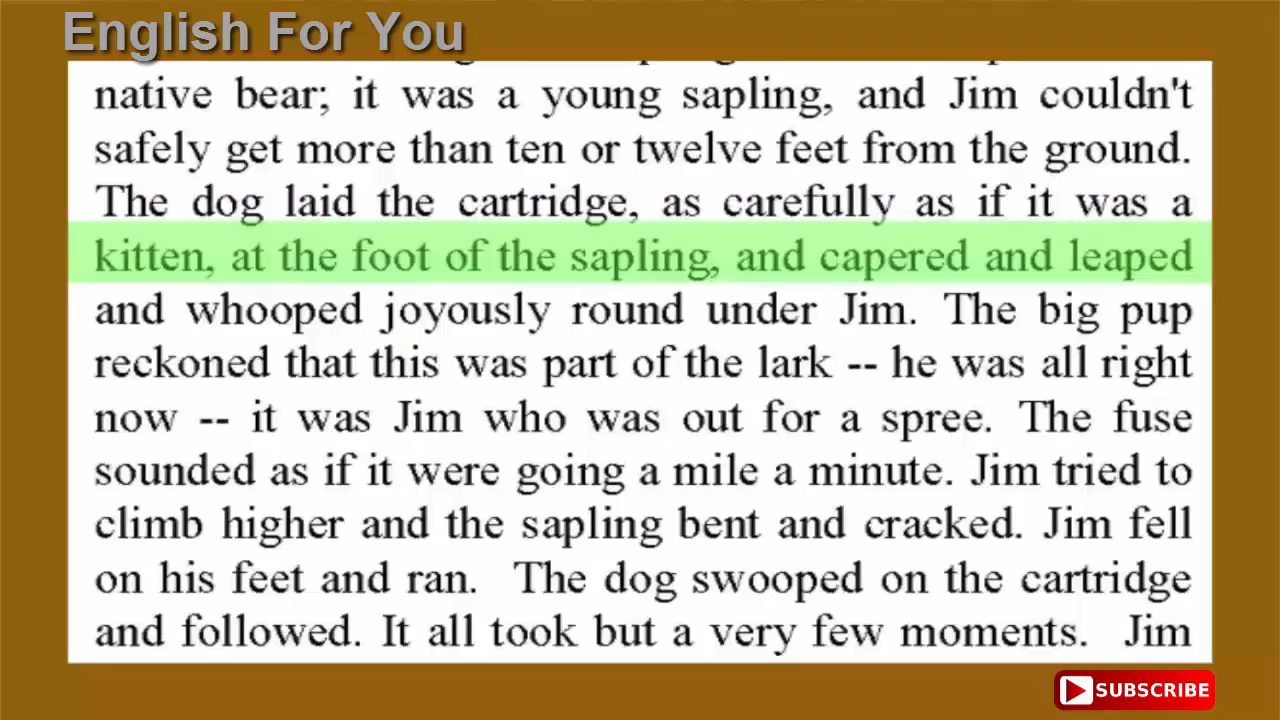 English For You
native bear; it was a young sapling, and Jim couldn't
safely get more than ten or twelve feet from the ground.
The dog laid the cartridge, as carefully as if it was a
kitten, at the foot of the sapling, and capered and leaped
and whooped joyously round under Jim. The big pup
reckoned that this was part of the lark -- he was all right
now -- it was Jim who was out for a spree. The fuse
sounded as if it were going a mile a minute. Jim tried to
climb higher and the sapling bent and cracked. Jim fell
on his feet and ran. The dog swooped on the cartridge
and followed. It all took but a very few moments. Jim
SUBSCRIBE